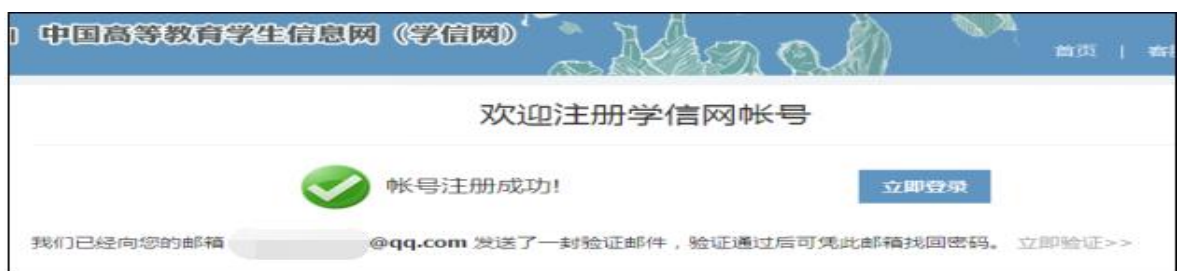 中国高等教育学生信息网（学信网）
首页 | 客
欢迎注册学信网帐号
帐号注册成功!
立即登录
我们已经向您的邮箱 @qq.com 发送了一封验证邮件，验证通过后可凭此邮箱找回密码。 立即验证>>